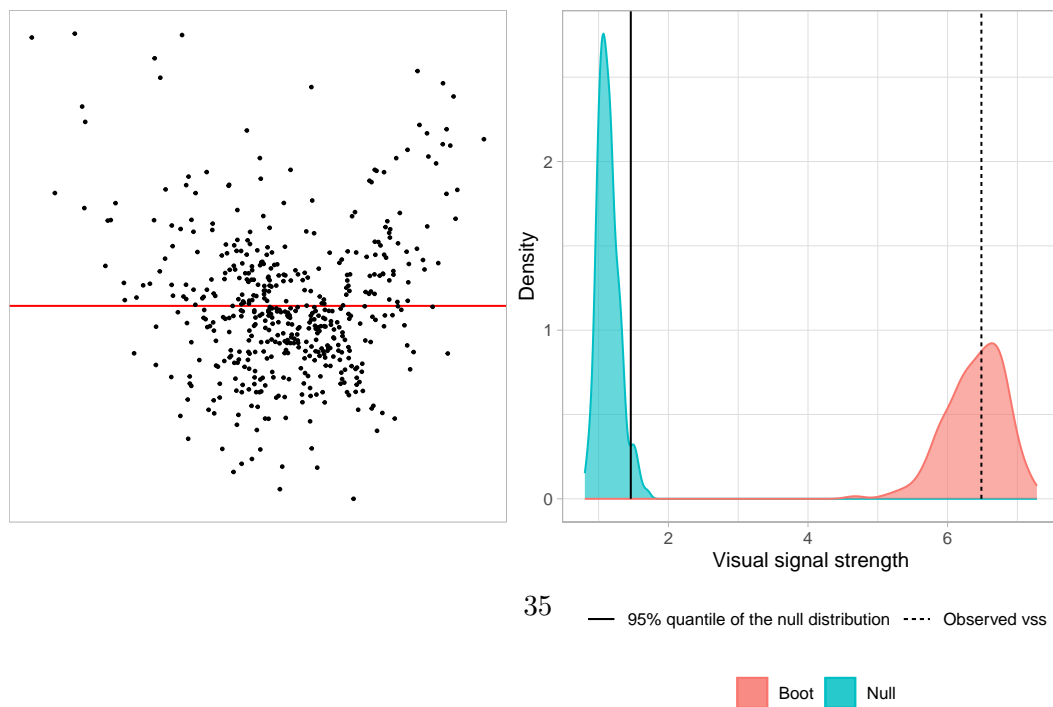 Density
2
1
0
2
4
6
Visual signal strength
35
95% quantile of the null distribution
Observed vss
Boot
Null